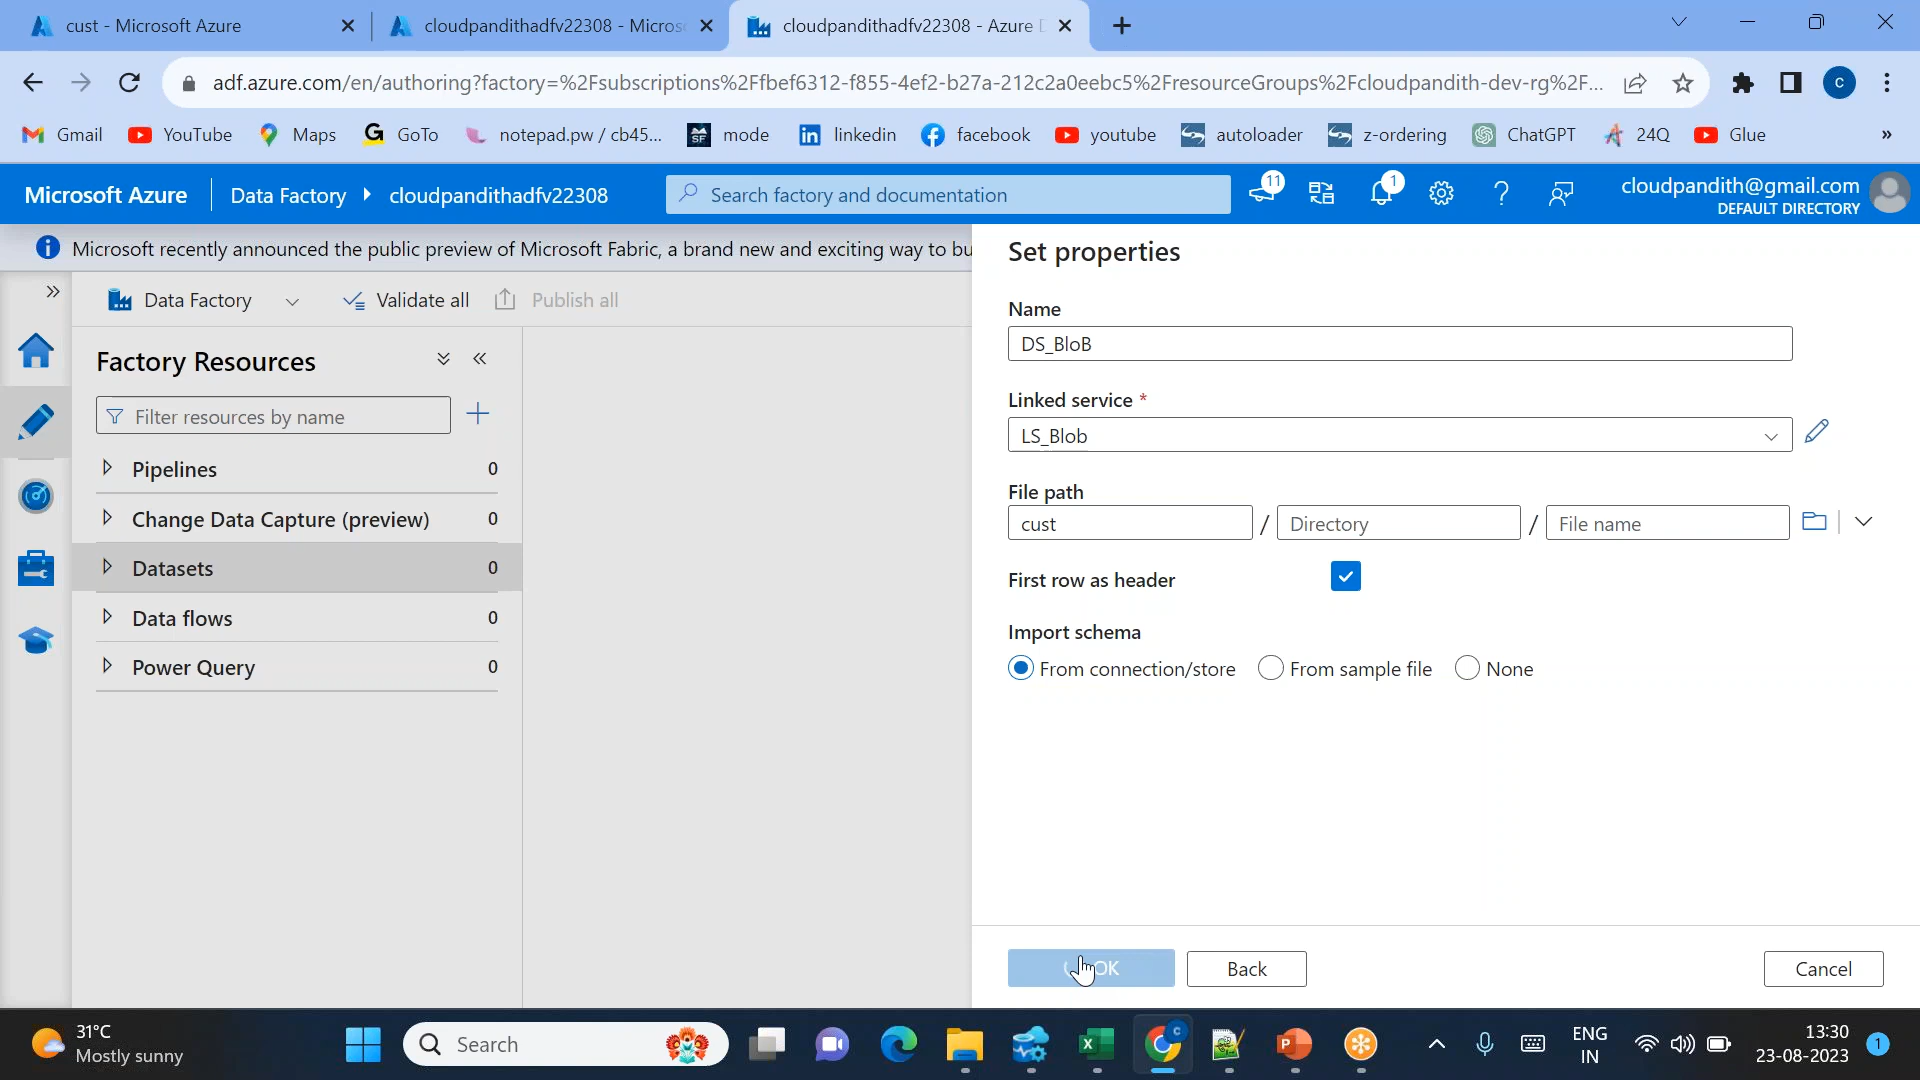 cust - Microsoft Azure
cloudpandithadfv22308 - Micros
cloudpandithadfv22308 - Azure D
adf.azure.com/en/authoring?factory=%2Fsubscriptions%2Ffbef6312-f855-4ef2-b27a-212c2a0eebc5%2FresourceGroups%2Fcloudpandith-dev-rg%2F...
C
Gmail
YouTube
Maps
GoTo
notepad.pw / cb45...
mode
linkedin
facebook
youtube
autoloader
z-ordering
ChatGPT
24Q
Glue
»
Microsoft Azure
Data Factory
cloudpandithadfv22308
Search factory and documentation
11
1
cloudpandith@gmail.com
DEFAULT DIRECTORY
Microsoft recently announced the public preview of Microsoft Fabric, a brand new and exciting way to bu
Data Factory
Validate all
Publish all
Factory Resources
Filter resources by name
Pipelines 0
Change Data Capture (preview) 0
Datasets 0
Data flows 0
Power Query 0
Set properties
Name
DS_BloB
Linked service *
LS_Blob
File path
cust / Directory / File name
First row as header
Import schema
From connection/store
From sample file
None
OK
Back
Cancel
31°C
Mostly sunny
Search
ENG
IN
13:30
23-08-2023
1